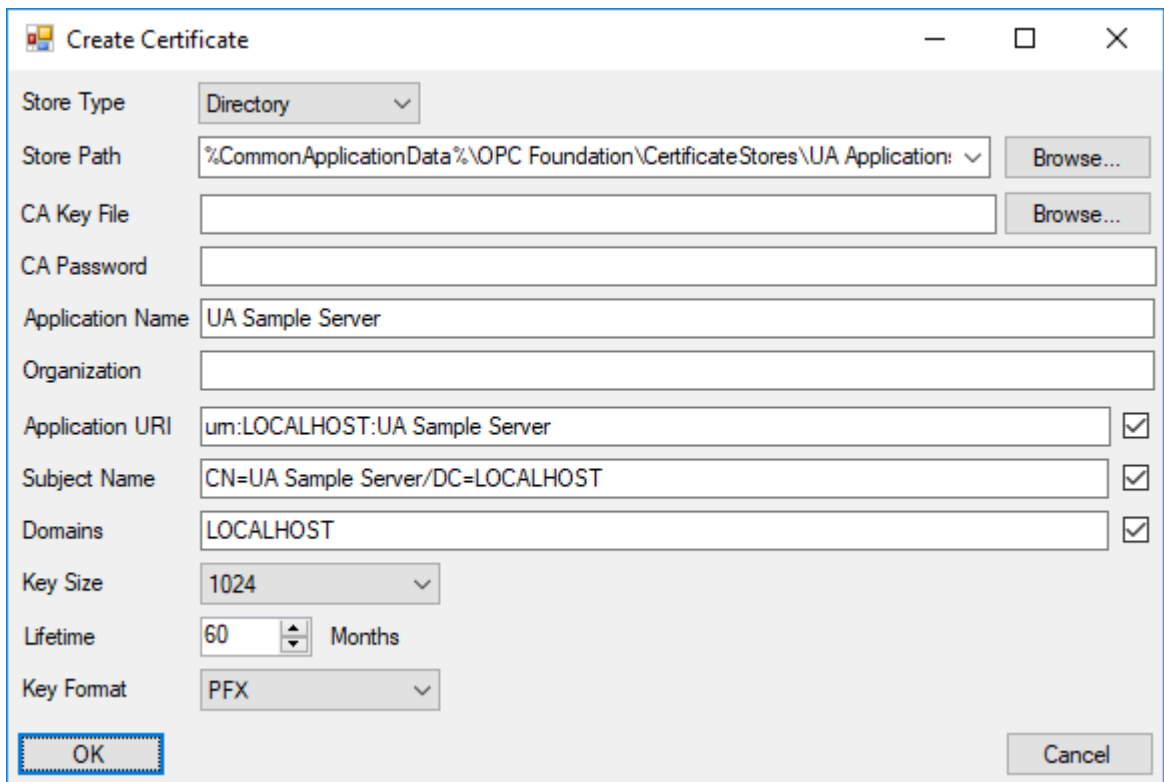 Create Certificate
Store Type Directory
Store Path %CommonApplicationData%\OPC Foundation\CertificateStores\UA Applications Browse...
CA Key File Browse...
CA Password
Application Name UA Sample Server
Organization
Application URI urn:LOCALHOST:UA Sample Server
Subject Name CN=UA Sample Server/DC=LOCALHOST
Domains LOCALHOST
Key Size 1024
Lifetime 60 Months
Key Format PFX
OK Cancel